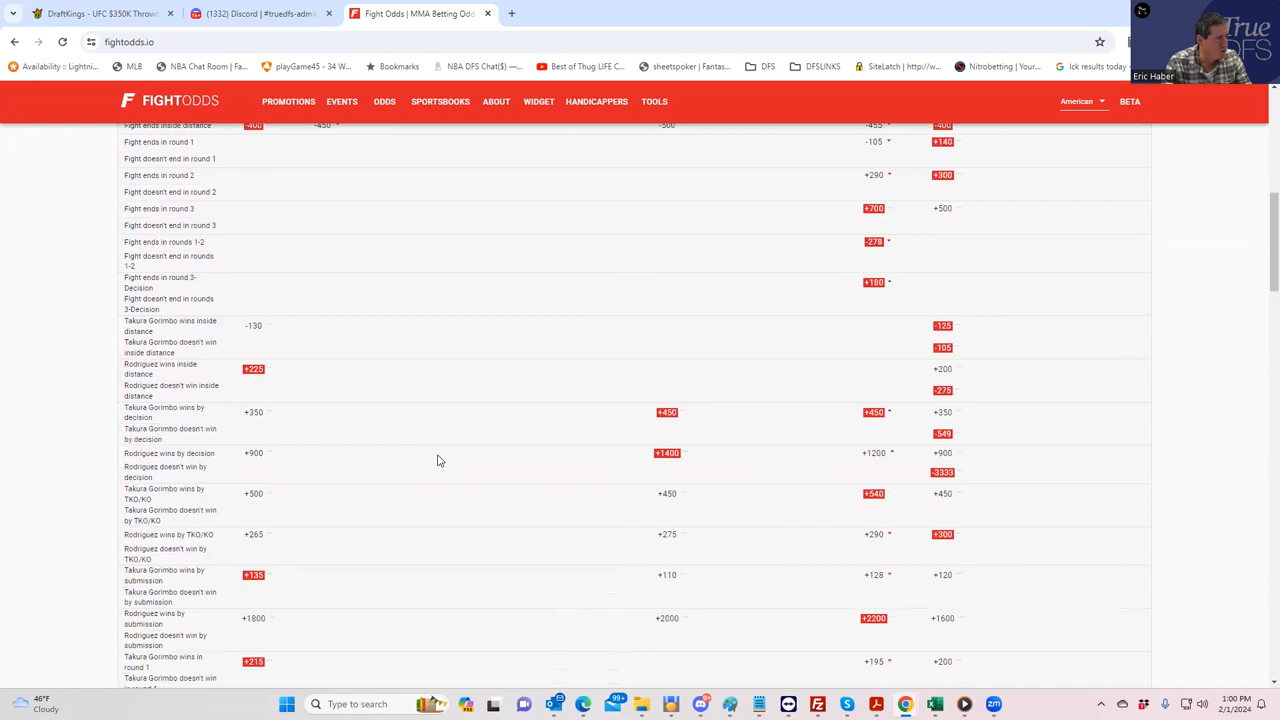 DraftKings - UFC $350K Throwd
(1332) Discord | #truedfs-admin
Fight Odds | MMA Betting Odd
fightodds.io
Availability :: Lightni
MLB
NBA Chat Room | Fa
playGame45 - 34 W
Bookmarks
NBA DFS Chat($) —
Best of Thug LIFE C
sheetspoker | Sharin
DFS
DFSLINKS
SiteLatch | http://w
Nitrobetting | Your
Ick results today of
True
DFS
Eric Haber
FIGHTODDS
PROMOTIONS EVENTS ODDS SPORTSBOOKS ABOUT WIDGET HANDICAPPERS TOOLS American BETA
Fight ends inside distance -400 -450 -500 -455 -400
Fight ends in round 1 -105 +140
Fight doesn't end in round 1
Fight ends in round 2 +290 +300
Fight doesn't end in round 2
Fight ends in round 3 +700 +500
Fight doesn't end in round 3
Fight ends in rounds 1-2 -278
Fight doesn't end in rounds
1-2
Fight ends in round 3-
Decision +180
Fight doesn't end in rounds
3-Decision
Takura Gorimbo wins inside
distance -130 -125
Takura Gorimbo doesn't win
inside distance -105
Rodriguez wins inside
distance +225 +200
Rodriguez doesn't win inside
distance -275
Takura Gorimbo wins by
decision +350 +450 +450 +350
Takura Gorimbo doesn't win
by decision -549
Rodriguez wins by decision +900 +1400 +1200 +900
Rodriguez doesn't win by
decision -3333
Takura Gorimbo wins by
TKO/KO +500 +450 +540 +450
Takura Gorimbo doesn't win
by TKO/KO
Rodriguez wins by TKO/KO +265 +275 +290 +300
Rodriguez doesn't win by
TKO/KO
Takura Gorimbo wins by
submission +135 +110 +128 +120
Takura Gorimbo doesn't win
by submission
Rodriguez wins by
submission +1800 +2000 +2200 +1600
Rodriguez doesn't win by
submission
Takura Gorimbo wins in
round 1 +215 +195 +200
Takura Gorimbo doesn't win
46°F
Cloudy
Type to search
99+
1:00 PM
2/1/2024